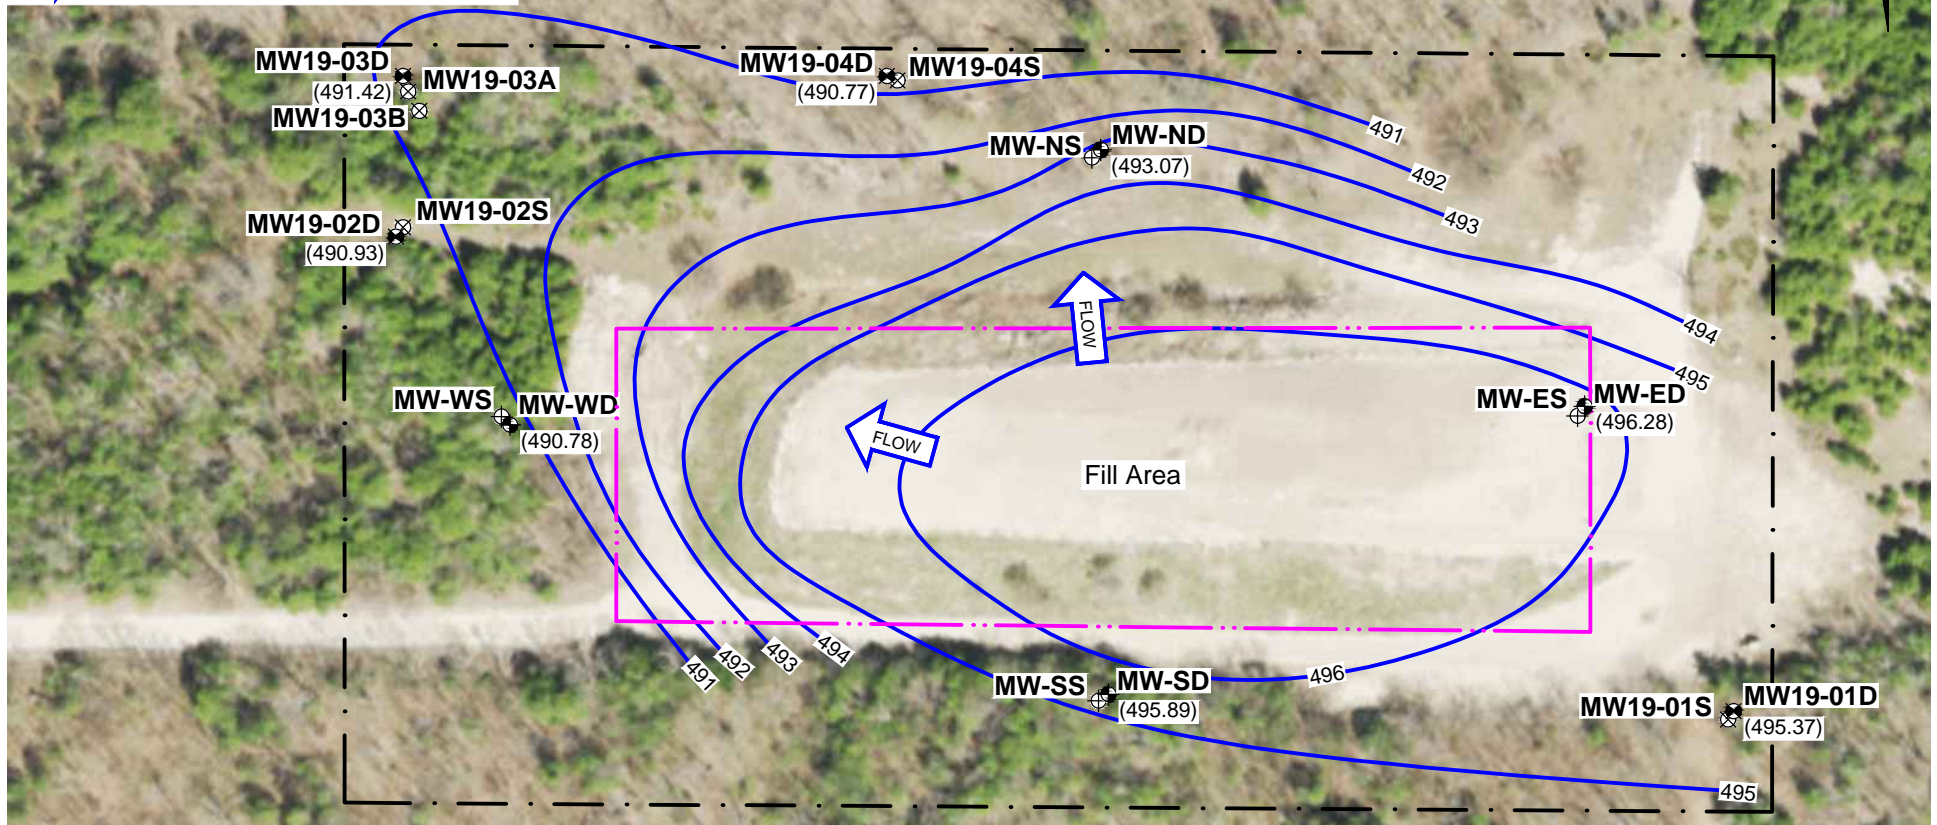 MW19-03D
MW19-03A
(491.42)
MW19-03B
MW19-04D
MW19-04S
(490.77)
491
MW-NS
MW-ND
(493.07)
492
493
MW19-02D
MW19-02S
(490.93)
FLOW
494
495
MW-WS
MW-WD
(490.78)
FLOW
MW-ES
MW-ED
(496.28)
Fill Area
491
492
493
494
496
MW-SS
MW-SD
(495.89)
MW19-01S
MW19-01D
(495.37)
495